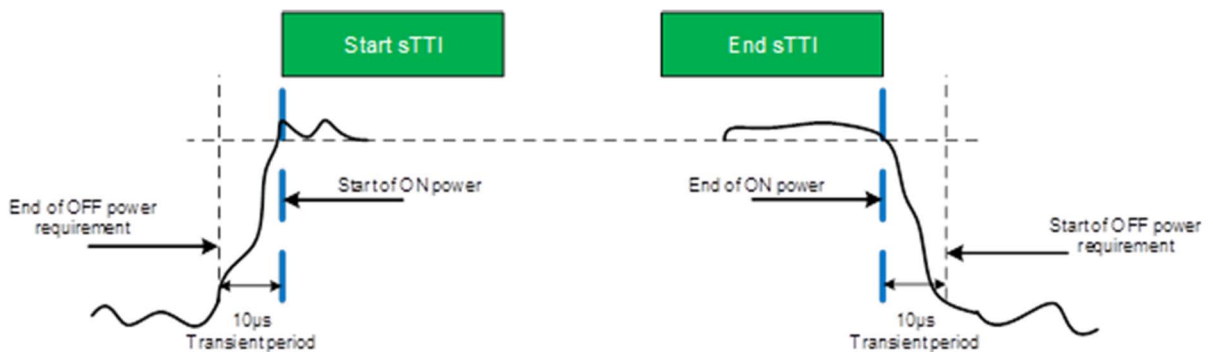 Start sTTI
End sTTI
Start of ON power
End of ON power
End of OFF power
requirement
Start of OFF power
requirement
10µs
Transient period
10µs
Transient period